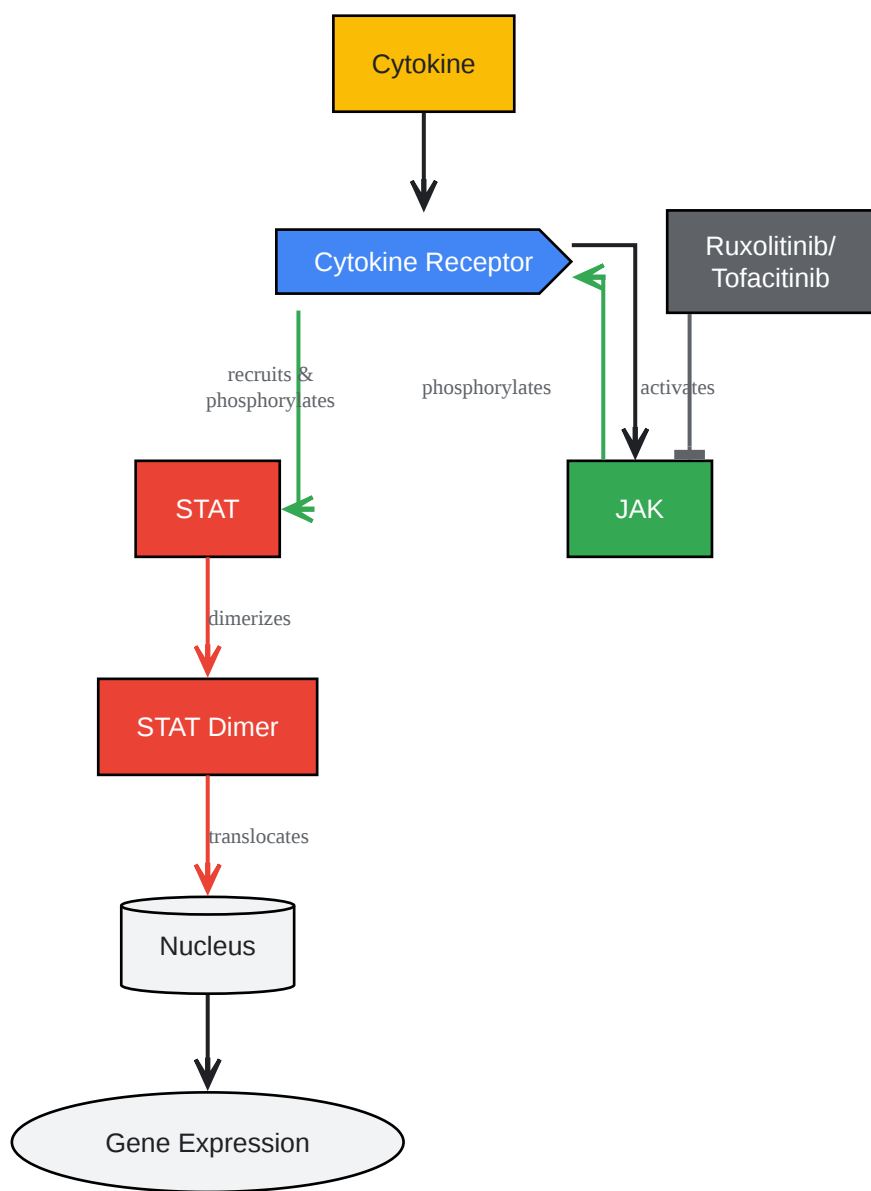 Cytokine
Cytokine Receptor
Ruxolitinib/
Tofacitinib
recruits &
phosphorylates
phosphorylates
activates
STAT
JAK
dimerizes
STAT Dimer
translocates
Nucleus
Gene Expression